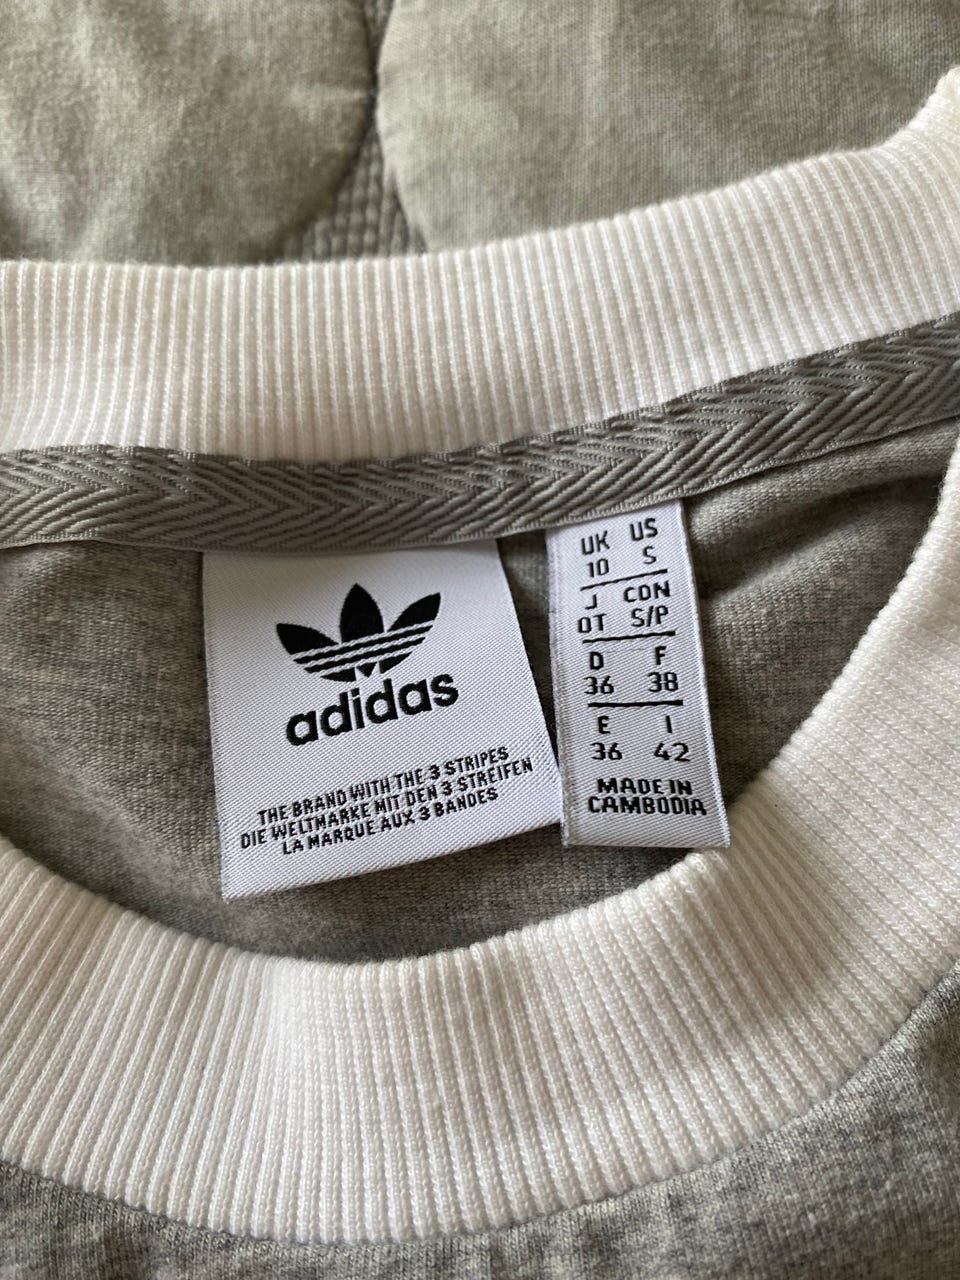 adidas
THE BRAND WITH THE 3 STRIPES
DIE WELTMARKE MIT DEN 3 STREIFEN
LA MARQUE AUX 3 BANDES
UK US
10 S
J CDN
OT S/P
D F
36 38
E I
36 42
MADE IN
CAMBODIA